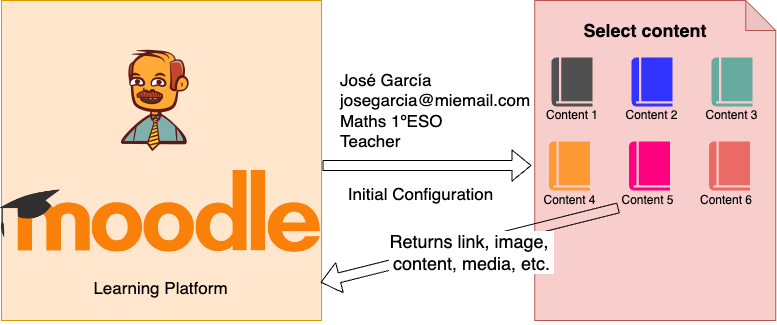 José García
josegarcia@miemail.com
Maths 1ºESO
Teacher
Initial Configuration
moodle
Learning Platform
Select content
Content 1
Content 2
Content 3
Content 4
Content 5
Content 6
Returns link, image,
content, media, etc.